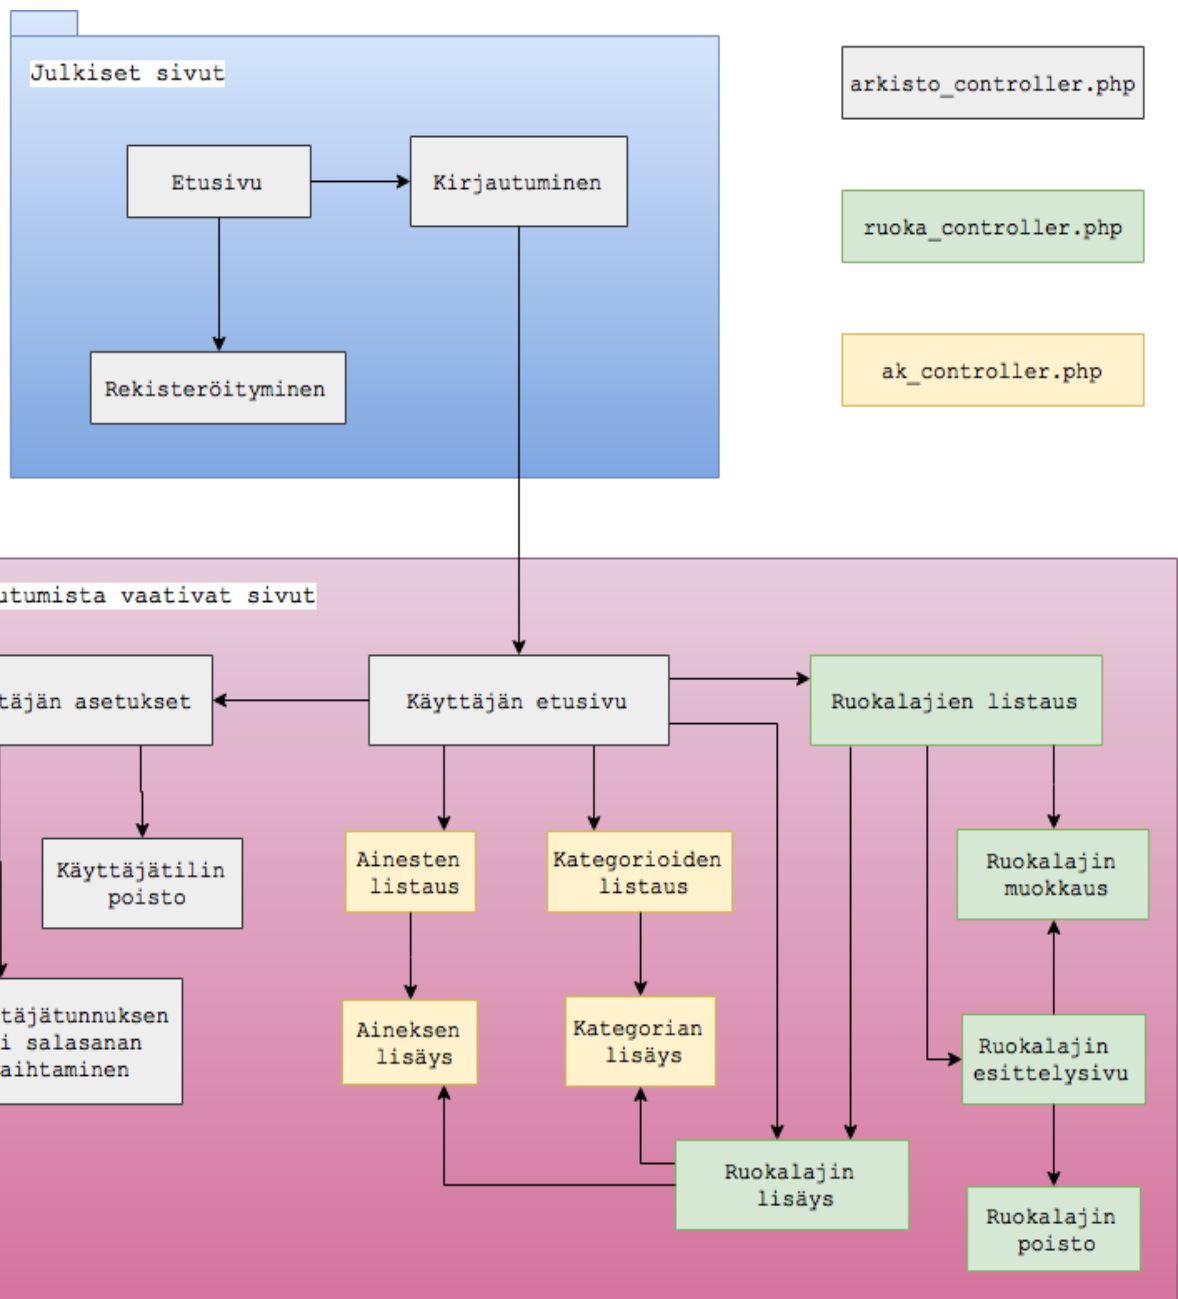 Julkiset sivut
arkisto_controller.php
Etusivu
Kirjautuminen
ruoka_controller.php
Rekisteröityminen
ak_controller.php
utumista vaativat sivut
täjän asetukset
Käyttäjän etusivu
Ruokalajien listaus
Käyttäjätilin
poisto
Ainesten
listaus
Kategorioiden
listaus
Ruokalajin
muokkaus
täjätunnuksen
i salasanan
aihtaminen
Aineksen
lisäys
Kategorian
lisäys
Ruokalajin
esittelysivu
Ruokalajin
lisäys
Ruokalajin
poisto